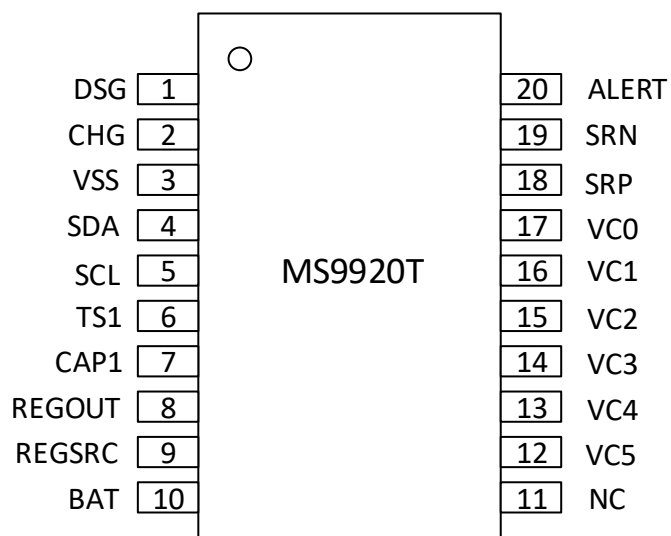 DSG 1 20 ALERT
CHG 2 19 SRN
VSS 3 18 SRP
SDA 4 17 VC0
SCL 5 MS9920T 16 VC1
TS1 6 15 VC2
CAP1 7 14 VC3
REGOUT 8 13 VC4
REGSRC 9 12 VC5
BAT 10 11 NC